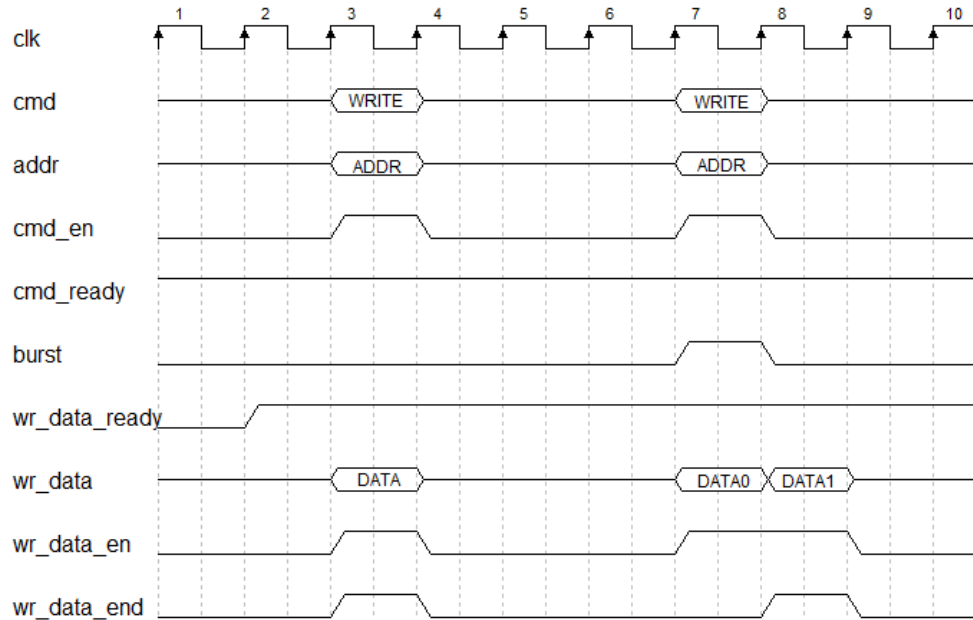 1 2 3 4 5 6 7 8 9 10
clk
cmd WRITE WRITE
addr ADDR ADDR
cmd_en
cmd_ready
burst
wr_data_ready
wr_data DATA DATA0 DATA1
wr_data_en
wr_data_end